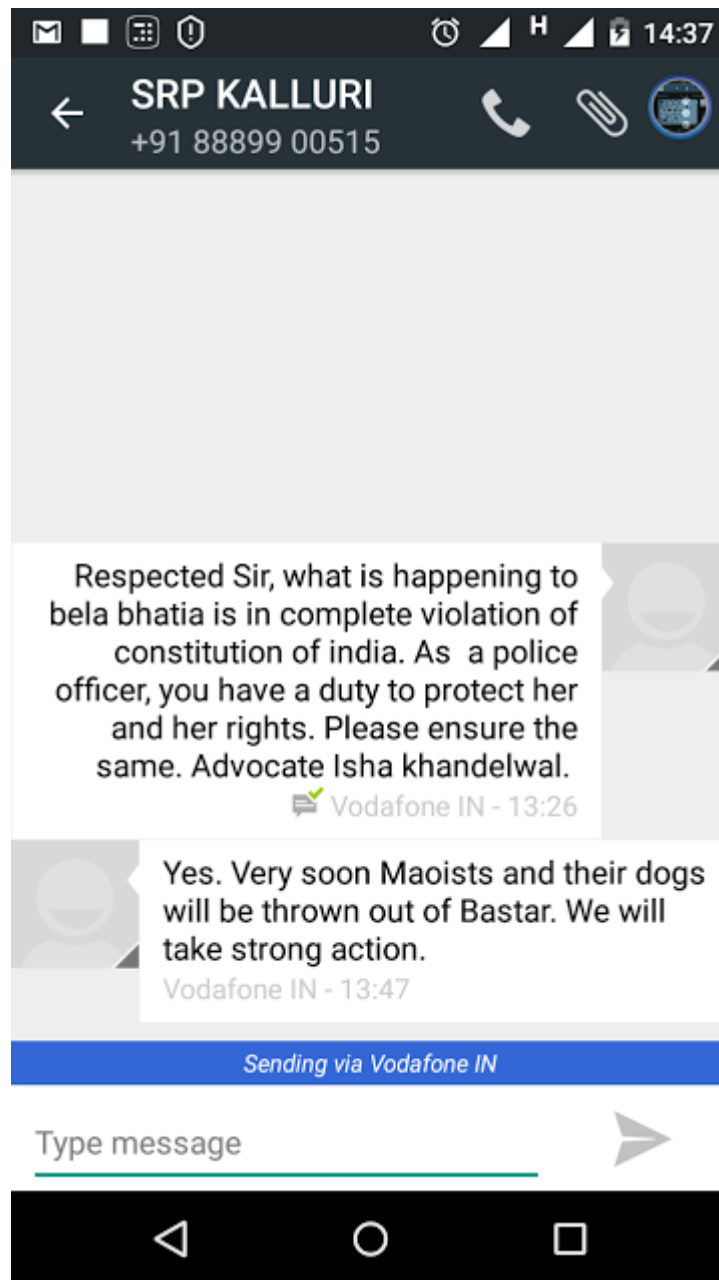 H 14:37
SRP KALLURI
+91 88899 00515
Respected Sir, what is happening to
bela bhatia is in complete violation of
constitution of india. As  a police
officer, you have a duty to protect her
and her rights. Please ensure the
same. Advocate Isha khandelwal.
Vodafone IN - 13:26
Yes. Very soon Maoists and their dogs
will be thrown out of Bastar. We will
take strong action.
Vodafone IN - 13:47
Sending via Vodafone IN
Type message